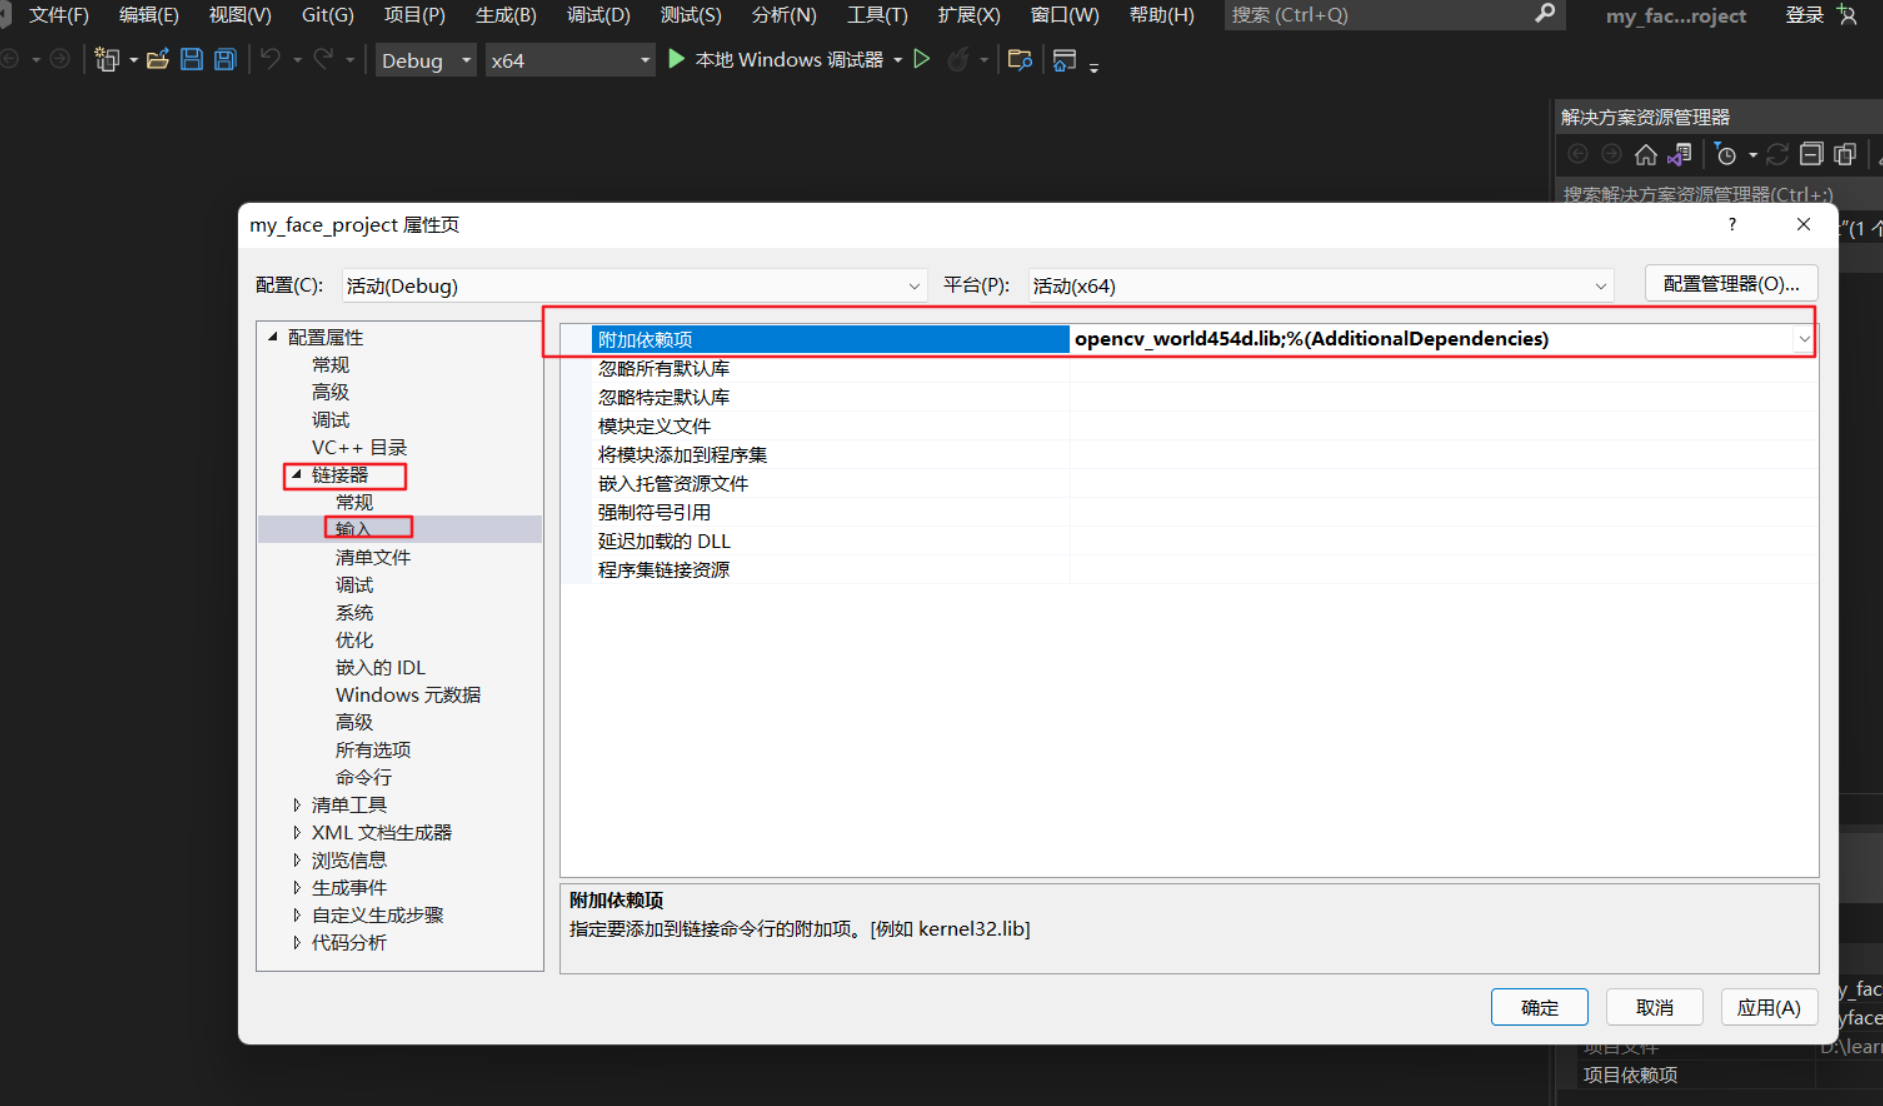 文件(F) 编辑(E) 视图(V) Git(G) 项目(P) 生成(B) 调试(D) 测试(S) 分析(N) 工具(T) 扩展(X) 窗口(W) 帮助(H) 搜索 (Ctrl+Q) my_fac...roject 登录
Debug x64 本地 Windows 调试器
解决方案资源管理器
搜索解决方案资源管理器(Ctrl+;)
"(1 个
my_face_project 属性页 ?
配置(C): 活动(Debug) 平台(P): 活动(x64) 配置管理器(O)...
配置属性
常规
高级
调试
VC++ 目录
链接器
常规
输入
清单文件
调试
系统
优化
嵌入的 IDL
Windows 元数据
高级
所有选项
命令行
清单工具
XML 文档生成器
浏览信息
生成事件
自定义生成步骤
代码分析
附加依赖项 opencv_world454d.lib;%(AdditionalDependencies)
忽略所有默认库
忽略特定默认库
模块定义文件
将模块添加到程序集
嵌入托管资源文件
强制符号引用
延迟加载的 DLL
程序集链接资源
附加依赖项
指定要添加到链接命令行的附加项。[例如 kernel32.lib]
确定 取消 应用(A)
y_fac
yface
项目文件 D:\lear
项目依赖项